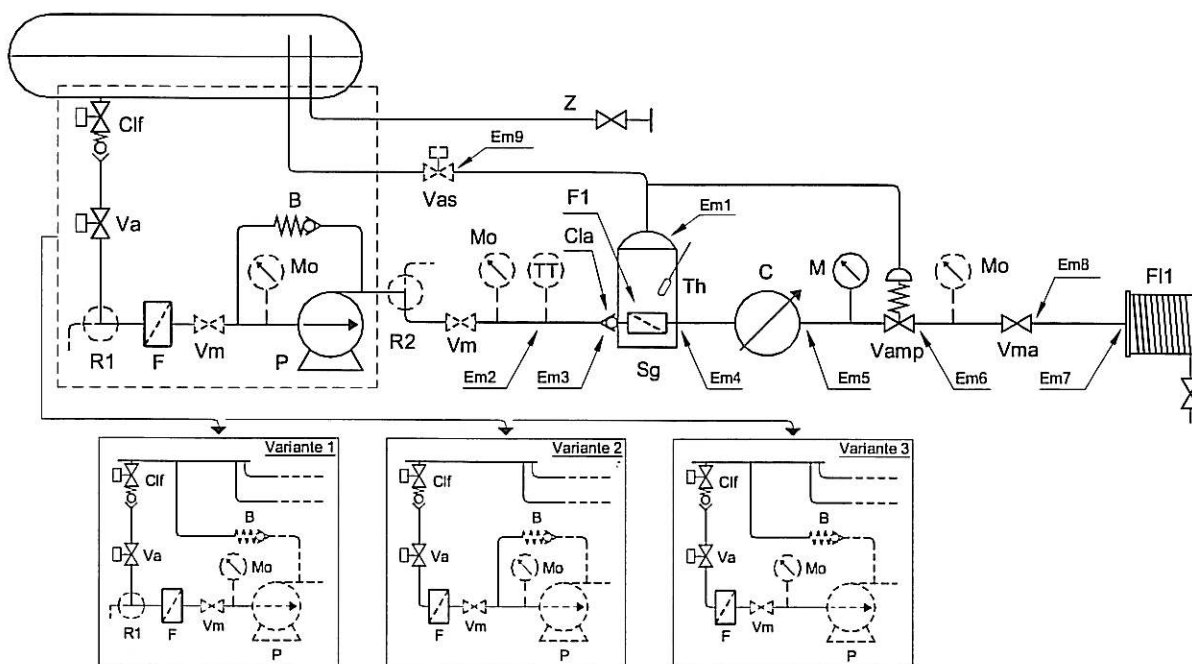 Z
Clf
Em9
Vas
B
F1
Em1
Va
Mo
Mo
Cla
TT
Th
C
M
Mo
Em8
Fl1
R1
F
Vm
P
R2
Vm
Em2
Em3
Sg
Em4
Em5
Vamp
Em6
Vma
Em7
Variante 1
Clf
B
Va
Mo
R1
F
Vm
P
Variante 2
Clf
B
Va
Mo
F
Vm
P
Variante 3
Clf
B
Va
Mo
F
Vm
P